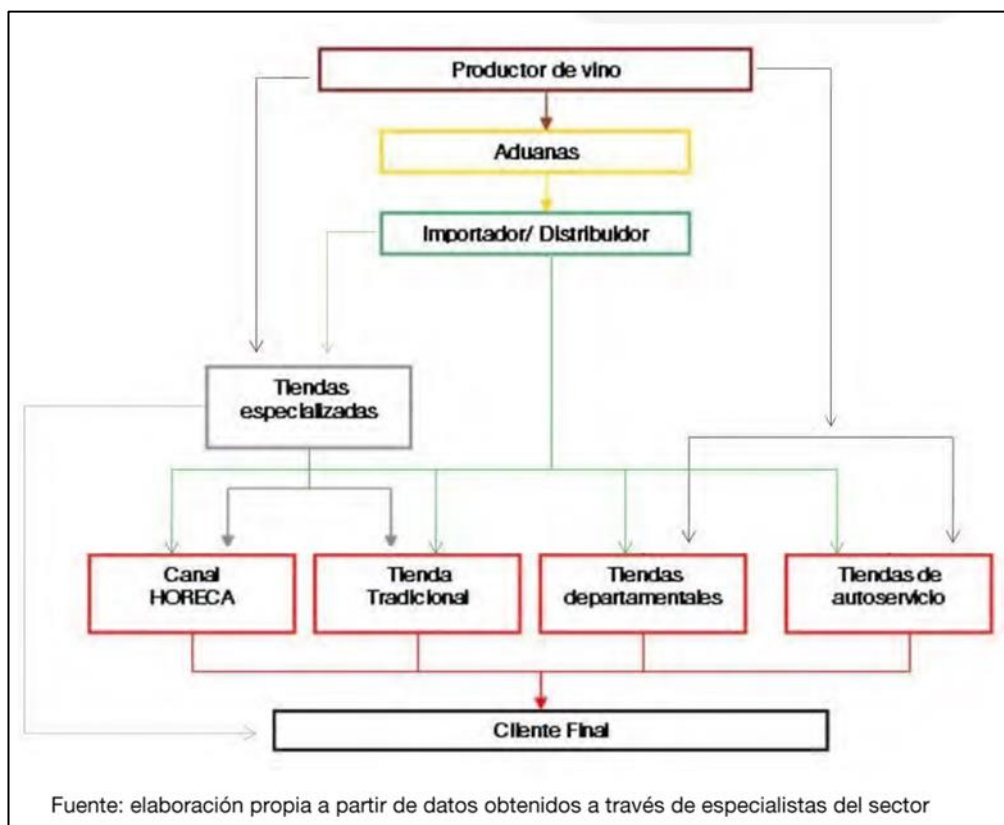 Productor de vino
Aduanas
Importador/ Distribuidor
Tiendas
especializadas
Canal
HORECA
Tienda
Tradicional
Tiendas
departamentales
Tiendas de
autoservicio
Cliente Final
Fuente: elaboración propia a partir de datos obtenidos a través de especialistas del sector